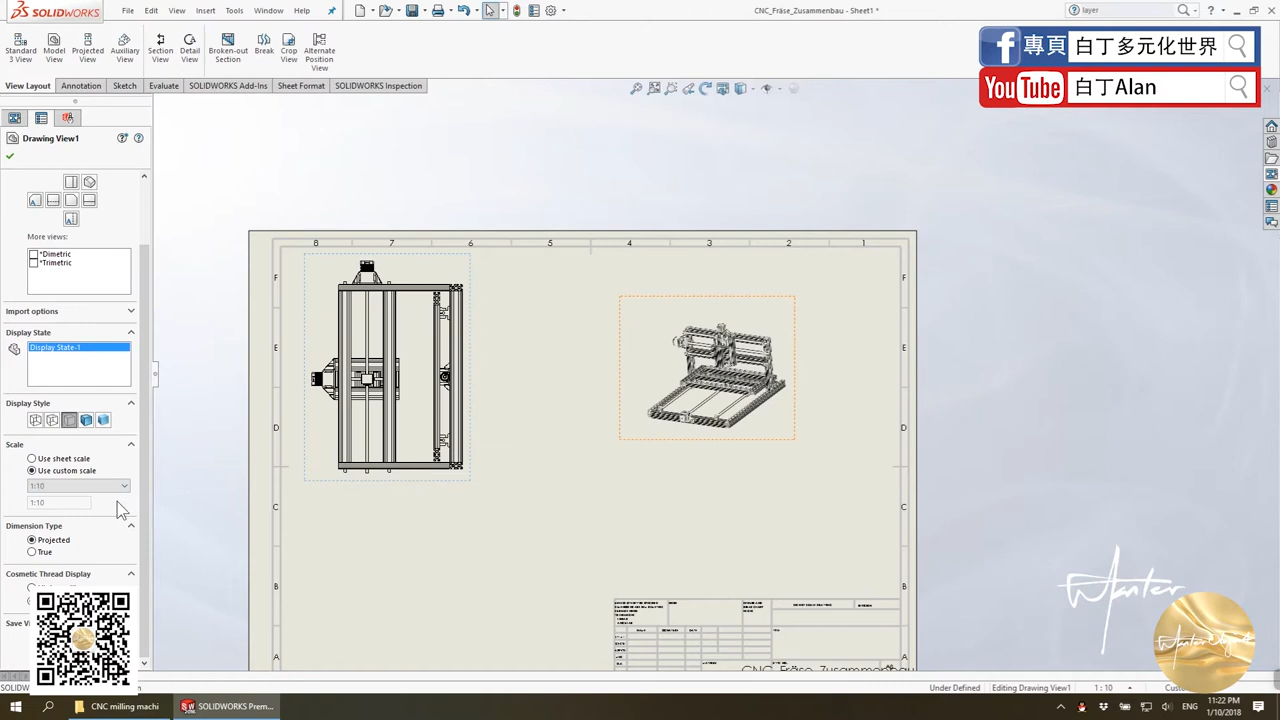 SOLIDWORKS
File Edit View Insert Tools Window Help
CNC_Fräse_Zusammenbau - Sheet1 *
layer
Standard 3 View
Model View
Projected View
Auxiliary View
Section View
Detail View
Broken-out Section
Break
Crop View
Alternate Position View
專頁 白丁多元化世界
YouTube 白丁Alan
View Layout Annotation Sketch Evaluate SOLIDWORKS Add-Ins Sheet Format SOLIDWORKS Inspection
Drawing View1
More views:
*Dimetric
*Trimetric
Import options
Display State
Display State-1
Display Style
Scale
Use sheet scale
Use custom scale
1:10
1:10
Dimension Type
Projected
True
Cosmetic Thread Display
8 7 6 5 4 3 2 1
F F
E E
D D
C C
B B
A A
CNC_Fräse_Zusammenbau
Under Defined Editing Drawing View1 1 : 10
CNC milling machi
SOLIDWORKS Prem...
ENG
11:22 PM
1/10/2018